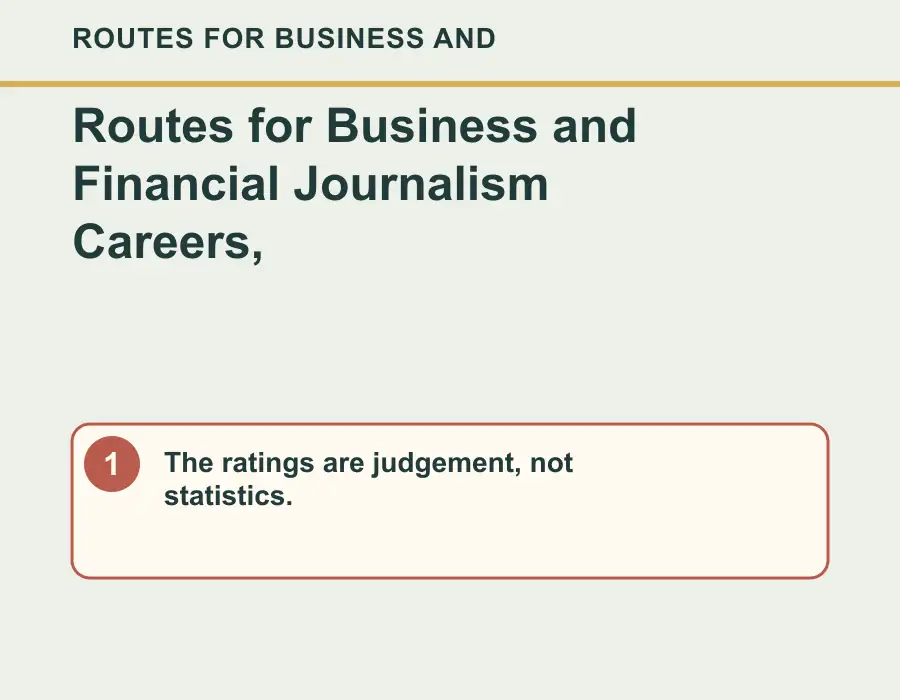 ROUTES FOR BUSINESS AND
Routes for Business and
Financial Journalism
Careers,
1
The ratings are judgement, not
statistics.